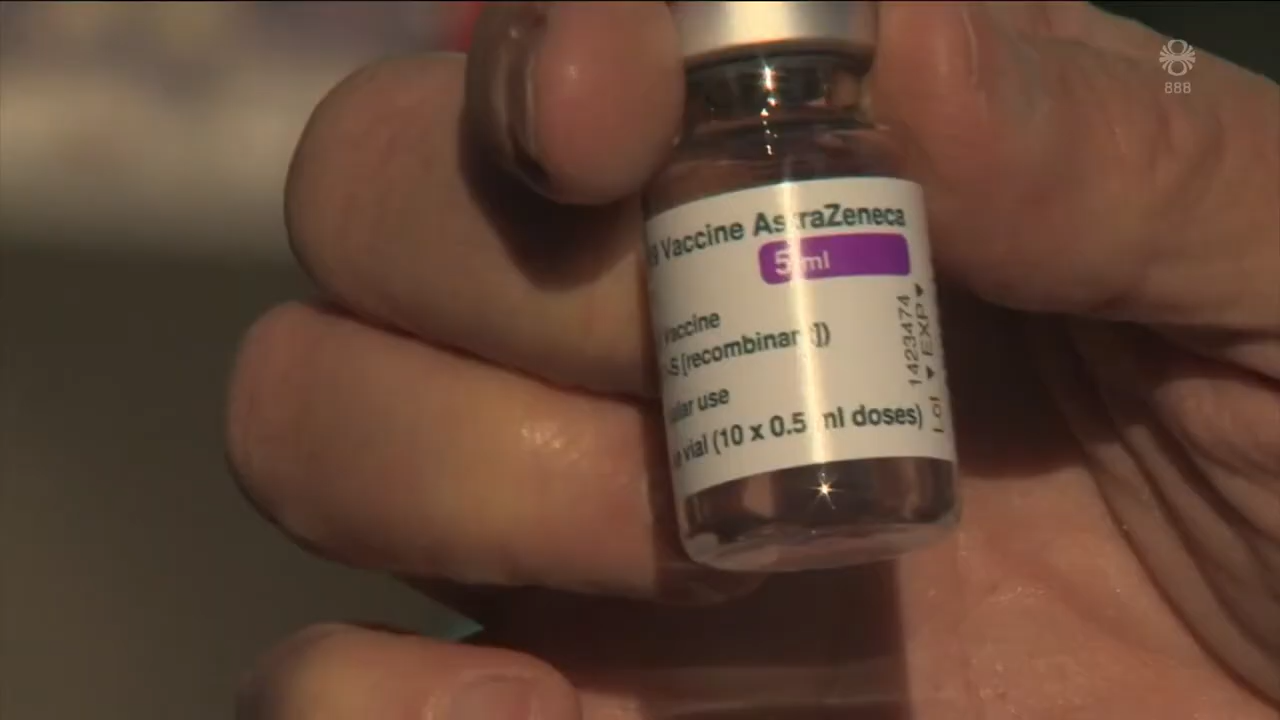 888
Vaccine AstraZeneca
5 ml
vaccine
-S [recombinant])
use
vial (10 x 0.5 ml doses)
1423474
Lot ▼ EXP ▼